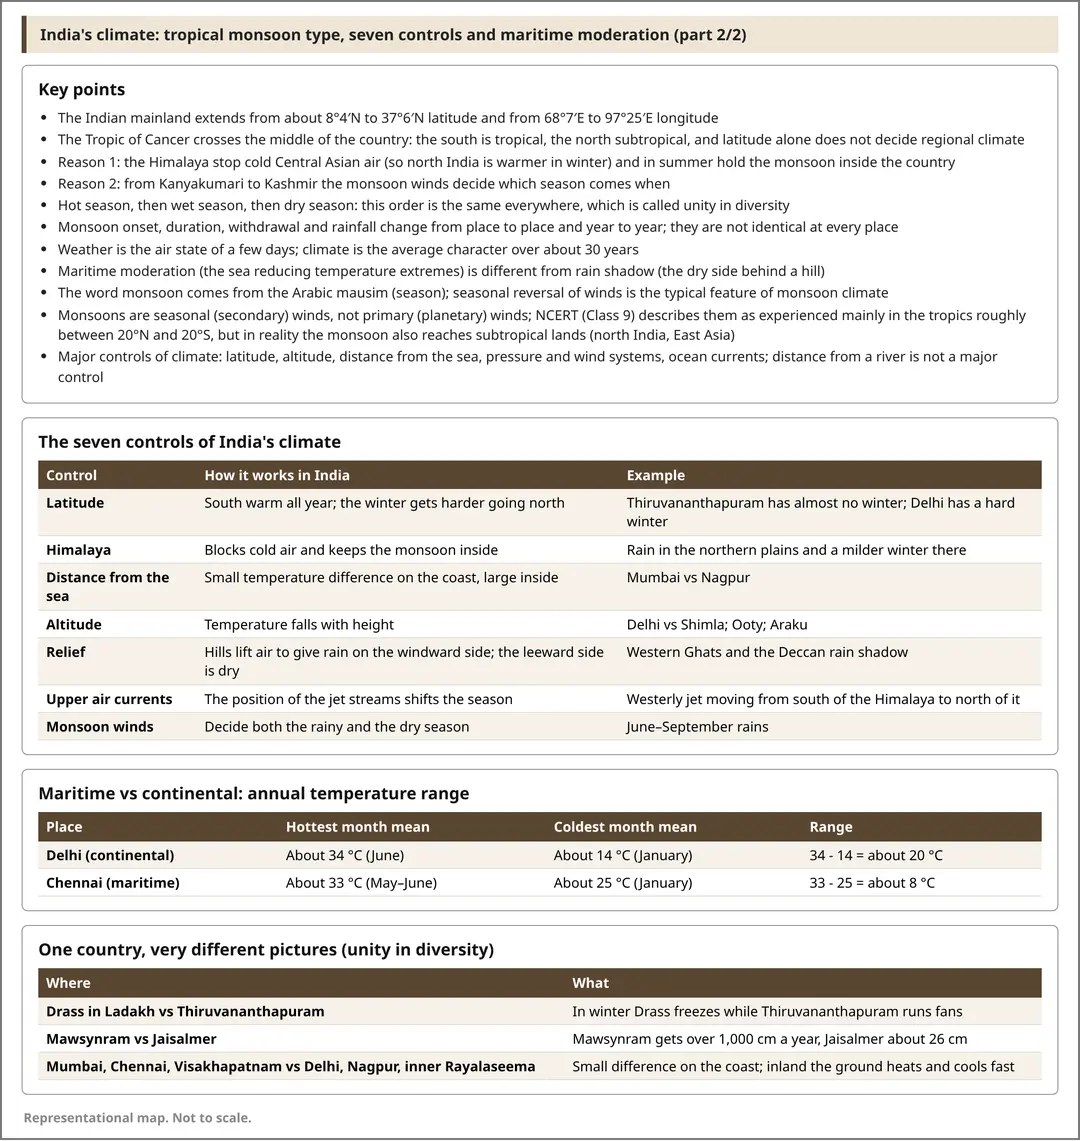 India's climate: tropical monsoon type, seven controls and maritime moderation (part 2/2)
Key points
• The Indian mainland extends from about 8°4′N to 37°6′N latitude and from 68°7′E to 97°25′E longitude
• The Tropic of Cancer crosses the middle of the country: the south is tropical, the north subtropical, and latitude alone does not decide regional climate
• Reason 1: the Himalaya stop cold Central Asian air (so north India is warmer in winter) and in summer hold the monsoon inside the country
• Reason 2: from Kanyakumari to Kashmir the monsoon winds decide which season comes when
• Hot season, then wet season, then dry season: this order is the same everywhere, which is called unity in diversity
• Monsoon onset, duration, withdrawal and rainfall change from place to place and year to year; they are not identical at every place
• Weather is the air state of a few days; climate is the average character over about 30 years
• Maritime moderation (the sea reducing temperature extremes) is different from rain shadow (the dry side behind a hill)
• The word monsoon comes from the Arabic mausim (season); seasonal reversal of winds is the typical feature of monsoon climate
• Monsoons are seasonal (secondary) winds, not primary (planetary) winds; NCERT (Class 9) describes them as experienced mainly in the tropics roughly
between 20°N and 20°S, but in reality the monsoon also reaches subtropical lands (north India, East Asia)
• Major controls of climate: latitude, altitude, distance from the sea, pressure and wind systems, ocean currents; distance from a river is not a major
control
The seven controls of India's climate
Control How it works in India Example
Latitude South warm all year; the winter gets harder going north Thiruvananthapuram has almost no winter; Delhi has a hard
winter
Himalaya Blocks cold air and keeps the monsoon inside Rain in the northern plains and a milder winter there
Distance from the Small temperature difference on the coast, large inside Mumbai vs Nagpur
sea
Altitude Temperature falls with height Delhi vs Shimla; Ooty; Araku
Relief Hills lift air to give rain on the windward side; the leeward side Western Ghats and the Deccan rain shadow
is dry
Upper air currents The position of the jet streams shifts the season Westerly jet moving from south of the Himalaya to north of it
Monsoon winds Decide both the rainy and the dry season June–September rains
Maritime vs continental: annual temperature range
Place Hottest month mean Coldest month mean Range
Delhi (continental) About 34 °C (June) About 14 °C (January) 34 - 14 = about 20 °C
Chennai (maritime) About 33 °C (May–June) About 25 °C (January) 33 - 25 = about 8 °C
One country, very different pictures (unity in diversity)
Where What
Drass in Ladakh vs Thiruvananthapuram In winter Drass freezes while Thiruvananthapuram runs fans
Mawsynram vs Jaisalmer Mawsynram gets over 1,000 cm a year, Jaisalmer about 26 cm
Mumbai, Chennai, Visakhapatnam vs Delhi, Nagpur, inner Rayalaseema Small difference on the coast; inland the ground heats and cools fast
Representational map. Not to scale.